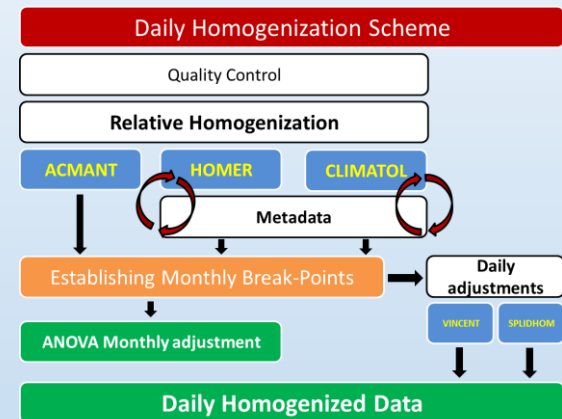 Daily Homogenization Scheme
Quality Control
Relative Homogenization
ACMANT
HOMER
CLIMATOL
Metadata
Establishing Monthly Break-Points
Daily
adjustments
VINCENT
SPLIDHOM
ANOVA Monthly adjustment
Daily Homogenized Data